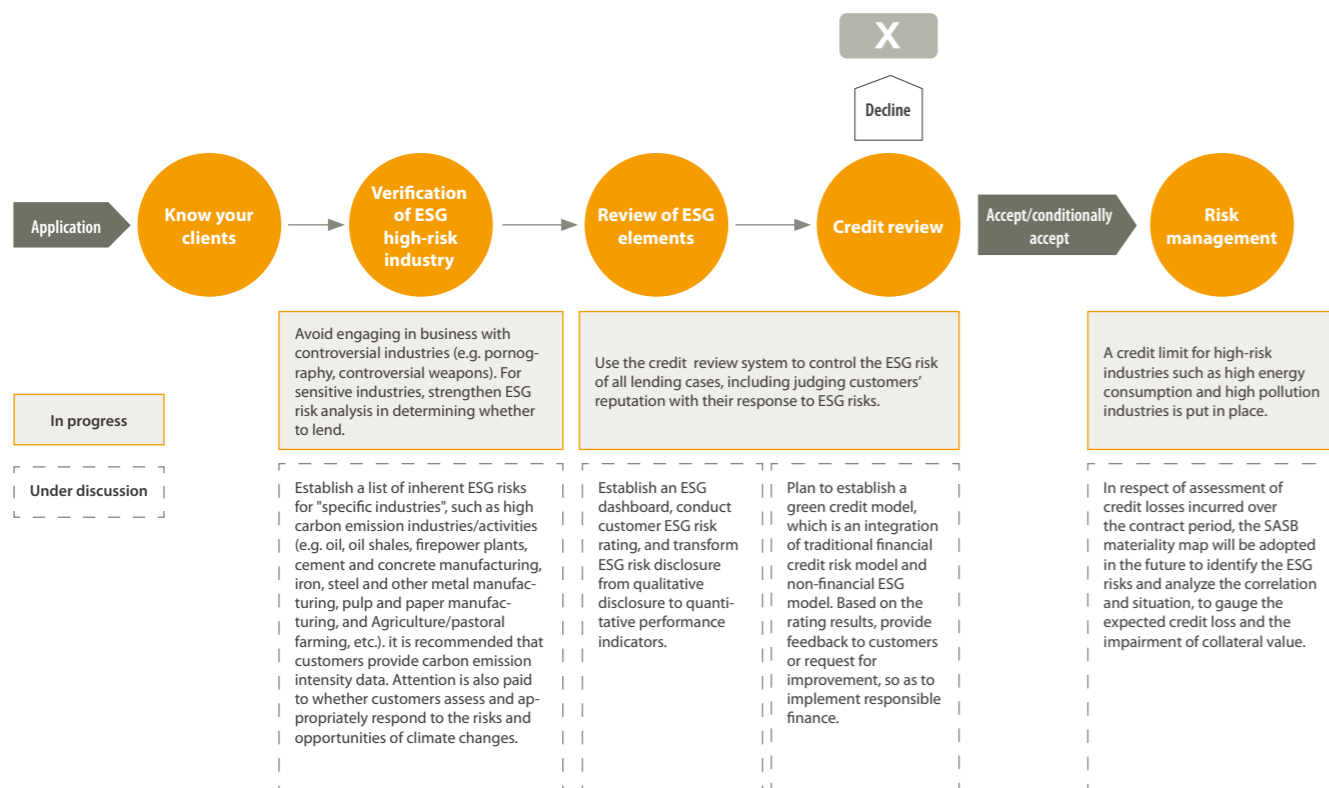 X
Decline
Application
Know your
clients
Verification
of ESG
high-risk
industry
Review of ESG
elements
Credit review
Accept/conditionally
accept
Risk
management
In progress
Avoid engaging in business with
controversial industries (e.g. pornog-
raphy, controversial weapons). For
sensitive industries, strengthen ESG
risk analysis in determining whether
to lend.
Use the credit review system to control the ESG risk
of all lending cases, including judging customers’
reputation with their response to ESG risks.
A credit limit for high-risk
industries such as high energy
consumption and high pollution
industries is put in place.
Under discussion
Establish a list of inherent ESG risks
for "specific industries", such as high
carbon emission industries/activities
(e.g. oil, oil shales, firepower plants,
cement and concrete manufacturing,
iron, steel and other metal manufac-
turing, pulp and paper manufac-
turing, and Agriculture/pastoral
farming, etc.). it is recommended that
customers provide carbon emission
intensity data. Attention is also paid
to whether customers assess and ap-
propriately respond to the risks and
opportunities of climate changes.
Establish an ESG
dashboard, conduct
customer ESG risk
rating, and transform
ESG risk disclosure
from qualitative
disclosure to quanti-
tative performance
indicators.
Plan to establish a
green credit model,
which is an integration
of traditional financial
credit risk model and
non-financial ESG
model. Based on the
rating results, provide
feedback to customers
or request for
improvement, so as to
implement responsible
finance.
In respect of assessment of
credit losses incurred over
the contract period, the SASB
materiality map will be adopted
in the future to identify the ESG
risks and analyze the correlation
and situation, to gauge the
expected credit loss and the
impairment of collateral value.